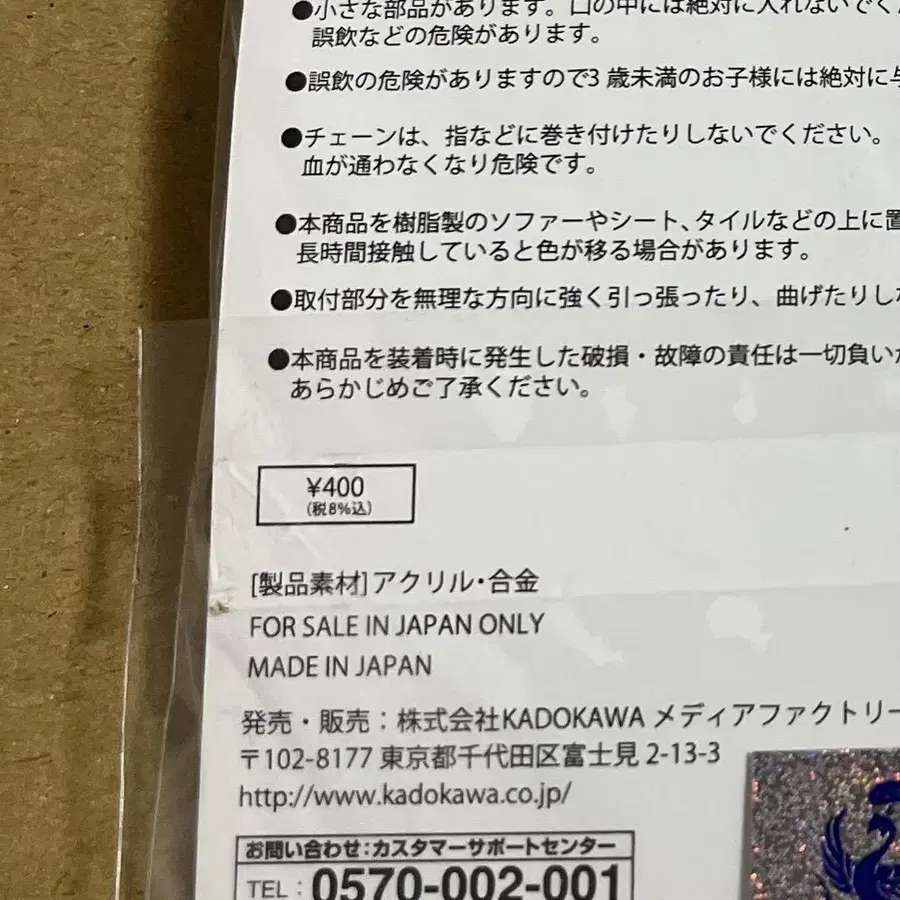 ●小さな部品があります。口の中には絶対に入れないでく
誤飲などの危険があります。
●誤飲の危険がありますので3 歳未満のお子様には絶対に与
●チェーンは、指などに巻き付けたりしないでください。
血が通わなくなり危険です。
●本商品を樹脂製のソファーやシート、タイルなどの上に置
長時間接触していると色が移る場合があります。
●取付部分を無理な方向に強く引っ張ったり、曲げたりしな
●本商品を装着時に発生した破損・故障の責任は一切負いか
あらかじめご了承ください。
¥400
(税8%込)
[製品素材]アクリル・合金
FOR SALE IN JAPAN ONLY
MADE IN JAPAN
発売・販売:株式会社KADOKAWA メディアファクトリー
〒102-8177 東京都千代田区富士見 2-13-3
http://www.kadokawa.co.jp/
お問い合わせ:カスタマーサポートセンター
TEL : 0570-002-001